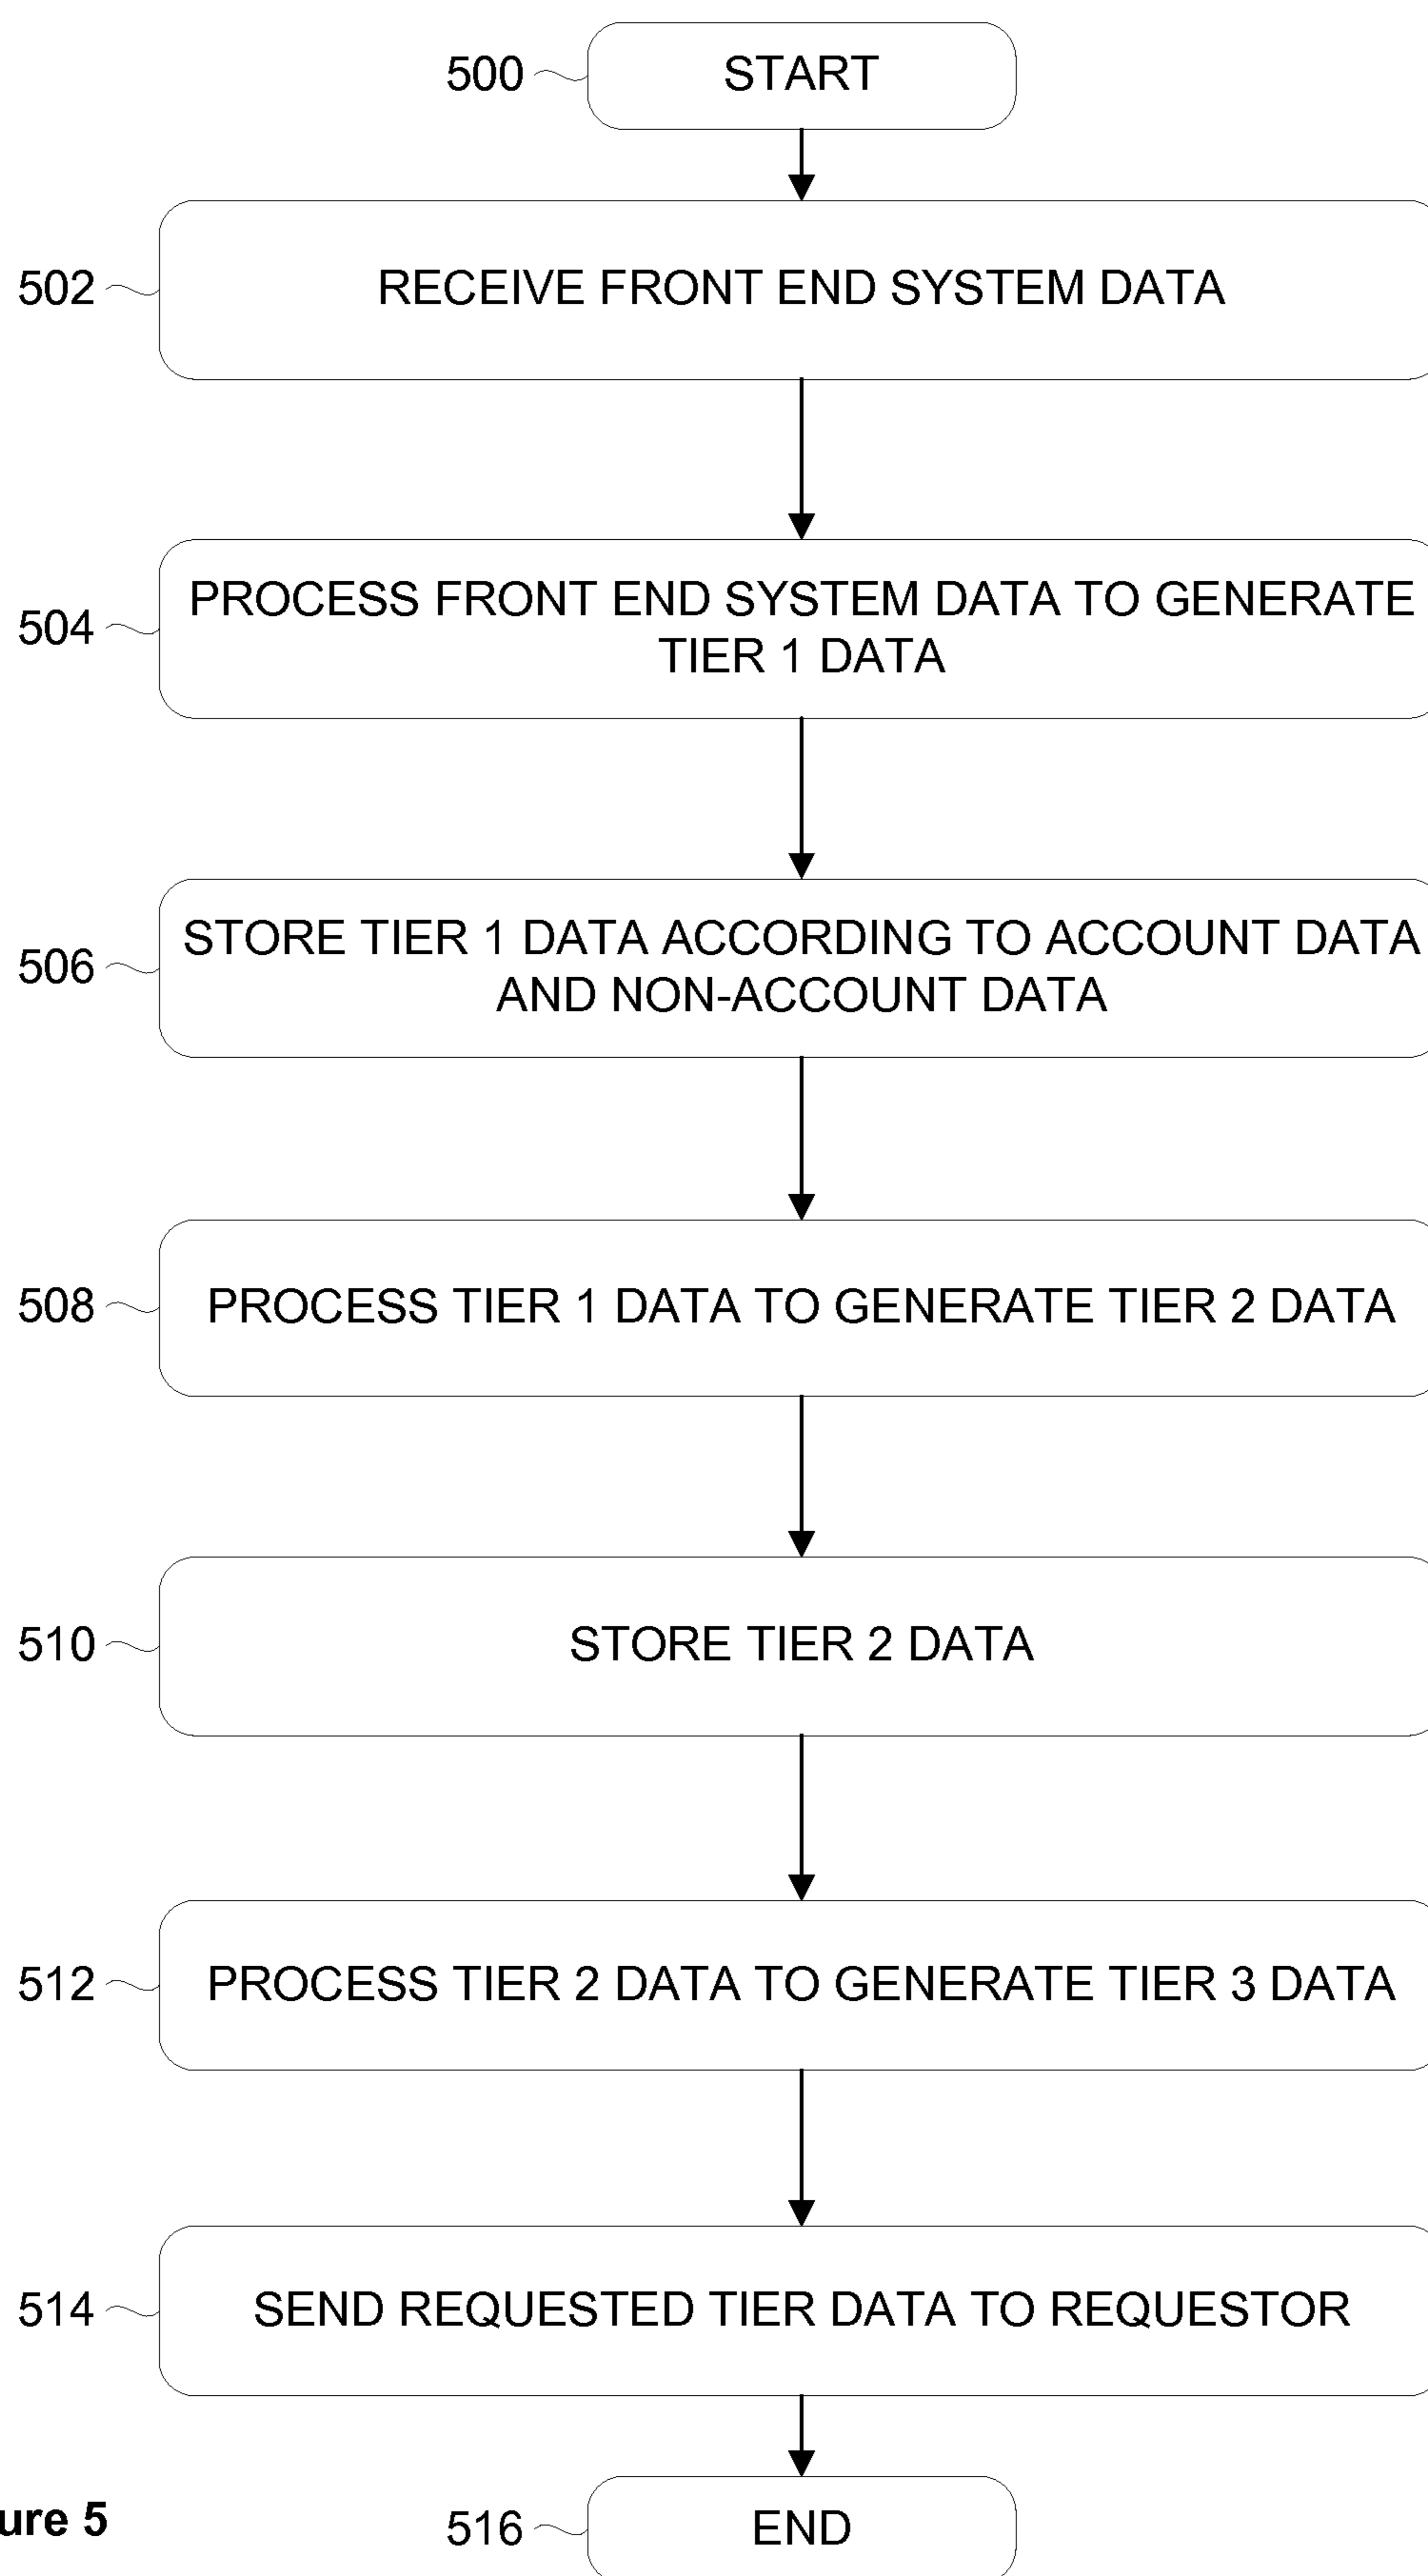 500 START
502 RECEIVE FRONT END SYSTEM DATA
504 PROCESS FRONT END SYSTEM DATA TO GENERATE
TIER 1 DATA
506 STORE TIER 1 DATA ACCORDING TO ACCOUNT DATA
AND NON-ACCOUNT DATA
508 PROCESS TIER 1 DATA TO GENERATE TIER 2 DATA
510 STORE TIER 2 DATA
512 PROCESS TIER 2 DATA TO GENERATE TIER 3 DATA
514 SEND REQUESTED TIER DATA TO REQUESTOR
516 END
ure 5